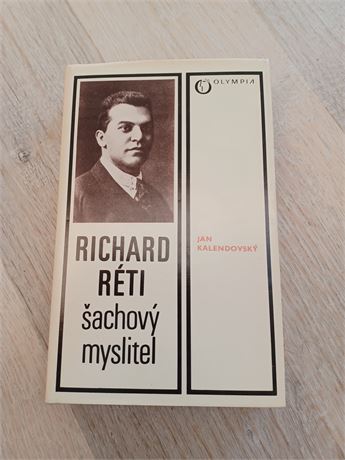 OLYMPIA
JAN
KALENDOVSKÝ
RICHARD
RÉTI
šachový
myslitel